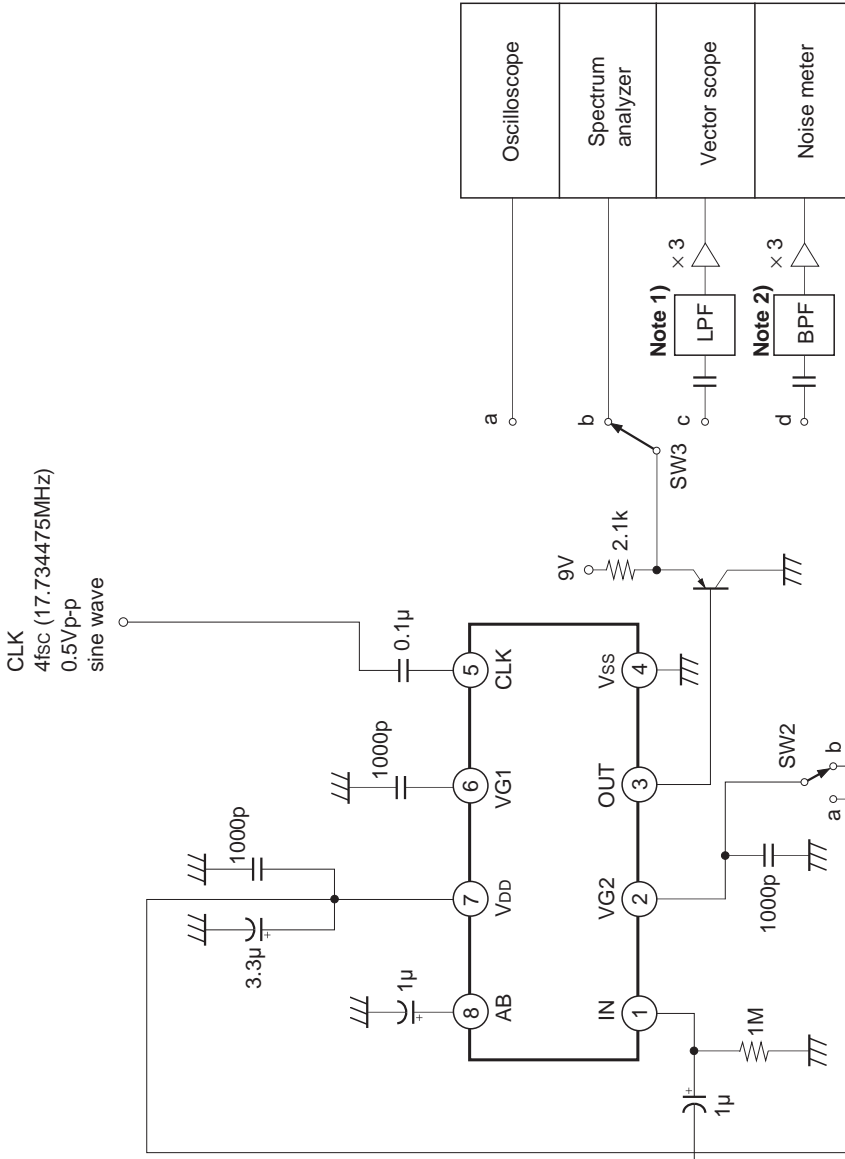 CLK
4fsc (17.734475MHz)
0.5Vp-p
sine wave
Oscilloscope
Spectrum
analyzer
Vector scope
Noise meter
× 3
× 3
Note 1)
LPF
Note 2)
BPF
a
b
c
d
SW3
9V
2.1k
0.1µ
1000p
1000p
3.3µ
1µ
5
CLK
6
VG1
7
VDD
8
AB
4
Vss
3
OUT
2
VG2
1
IN
SW2
a
b
1000p
1M
1µ
+
+
+